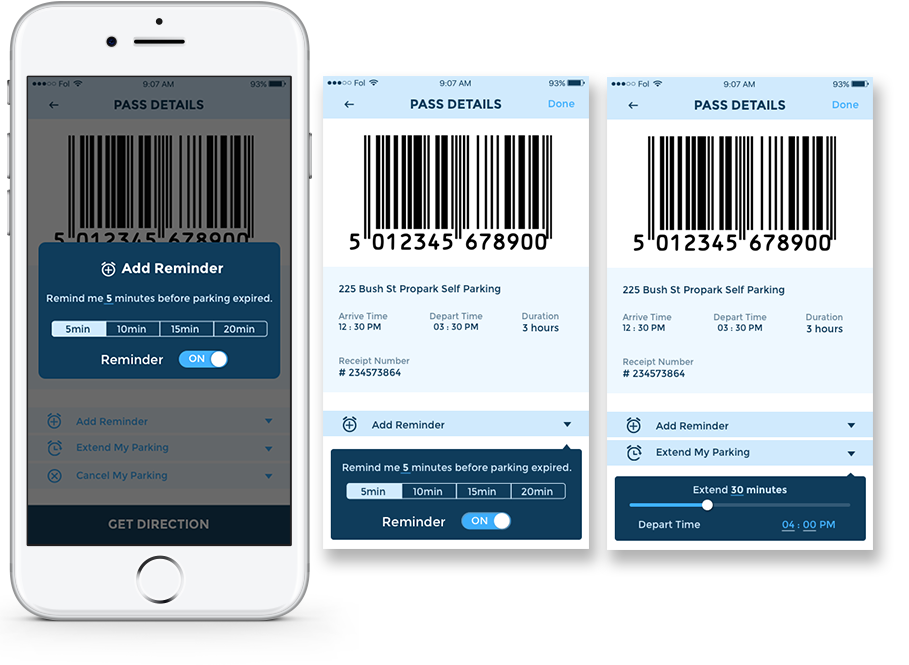 Fol 9:07 AM 93%
PASS DETAILS
5 012345 678900
Add Reminder
Remind me 5 minutes before parking expired.
5min 10min 15min 20min
Reminder ON
Add Reminder
Extend My Parking
Cancel My Parking
GET DIRECTION
Fol 9:07 AM 93%
PASS DETAILS Done
5 012345 678900
225 Bush St Propark Self Parking
Arrive Time Depart Time Duration
12 : 30 PM 03 : 30 PM 3 hours
Receipt Number
# 234573864
Add Reminder
Remind me 5 minutes before parking expired.
5min 10min 15min 20min
Reminder ON
Fol 9:07 AM 93%
PASS DETAILS Done
5 012345 678900
225 Bush St Propark Self Parking
Arrive Time Depart Time Duration
12 : 30 PM 03 : 30 PM 3 hours
Receipt Number
# 234573864
Add Reminder
Extend My Parking
Extend 30 minutes
Depart Time 04 : 00 PM